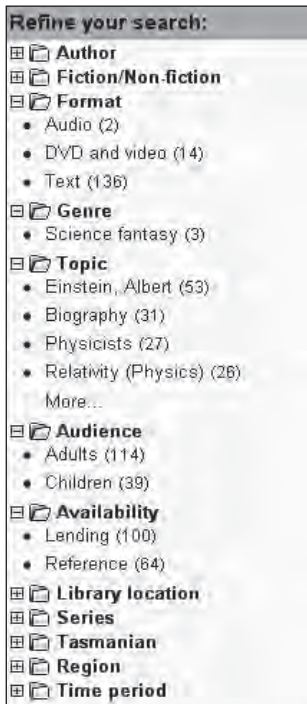 Refine your search:
Author
Fiction/Non-fiction
Format
Audio (2)
DVD and video (14)
Text (136)
Genre
Science fantasy (3)
Topic
Einstein, Albert (53)
Biography (31)
Physicists (27)
Relativity (Physics) (26)
More...
Audience
Adults (114)
Children (39)
Availability
Lending (100)
Reference (64)
Library location
Series
Tasmanian
Region
Time period